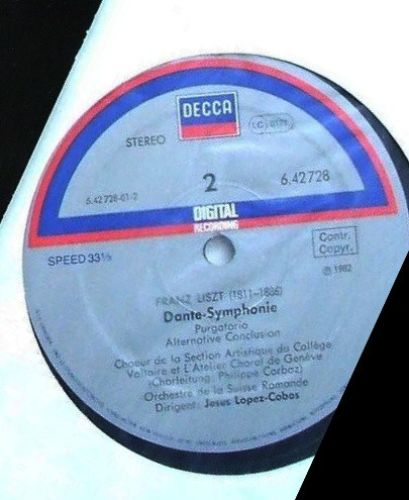 DECCA
STEREO
LC 0171
2
6.42728
6.42728-01-2
DIGITAL
RECORDING
Contr.
Copyr.
SPEED 33⅓
℗ 1982
FRANZ LISZT (1811-1886)
Dante-Symphonie
Purgatorio
Alternative Conclusion
Choeur de la Section Artistique du Collège
Voltaire et L'Atelier Choral de Genève
(Chorleitung: Philippe Corboz)
Orchestre de la Suisse Romande
Dirigent: Jesus Lopez-Cobos